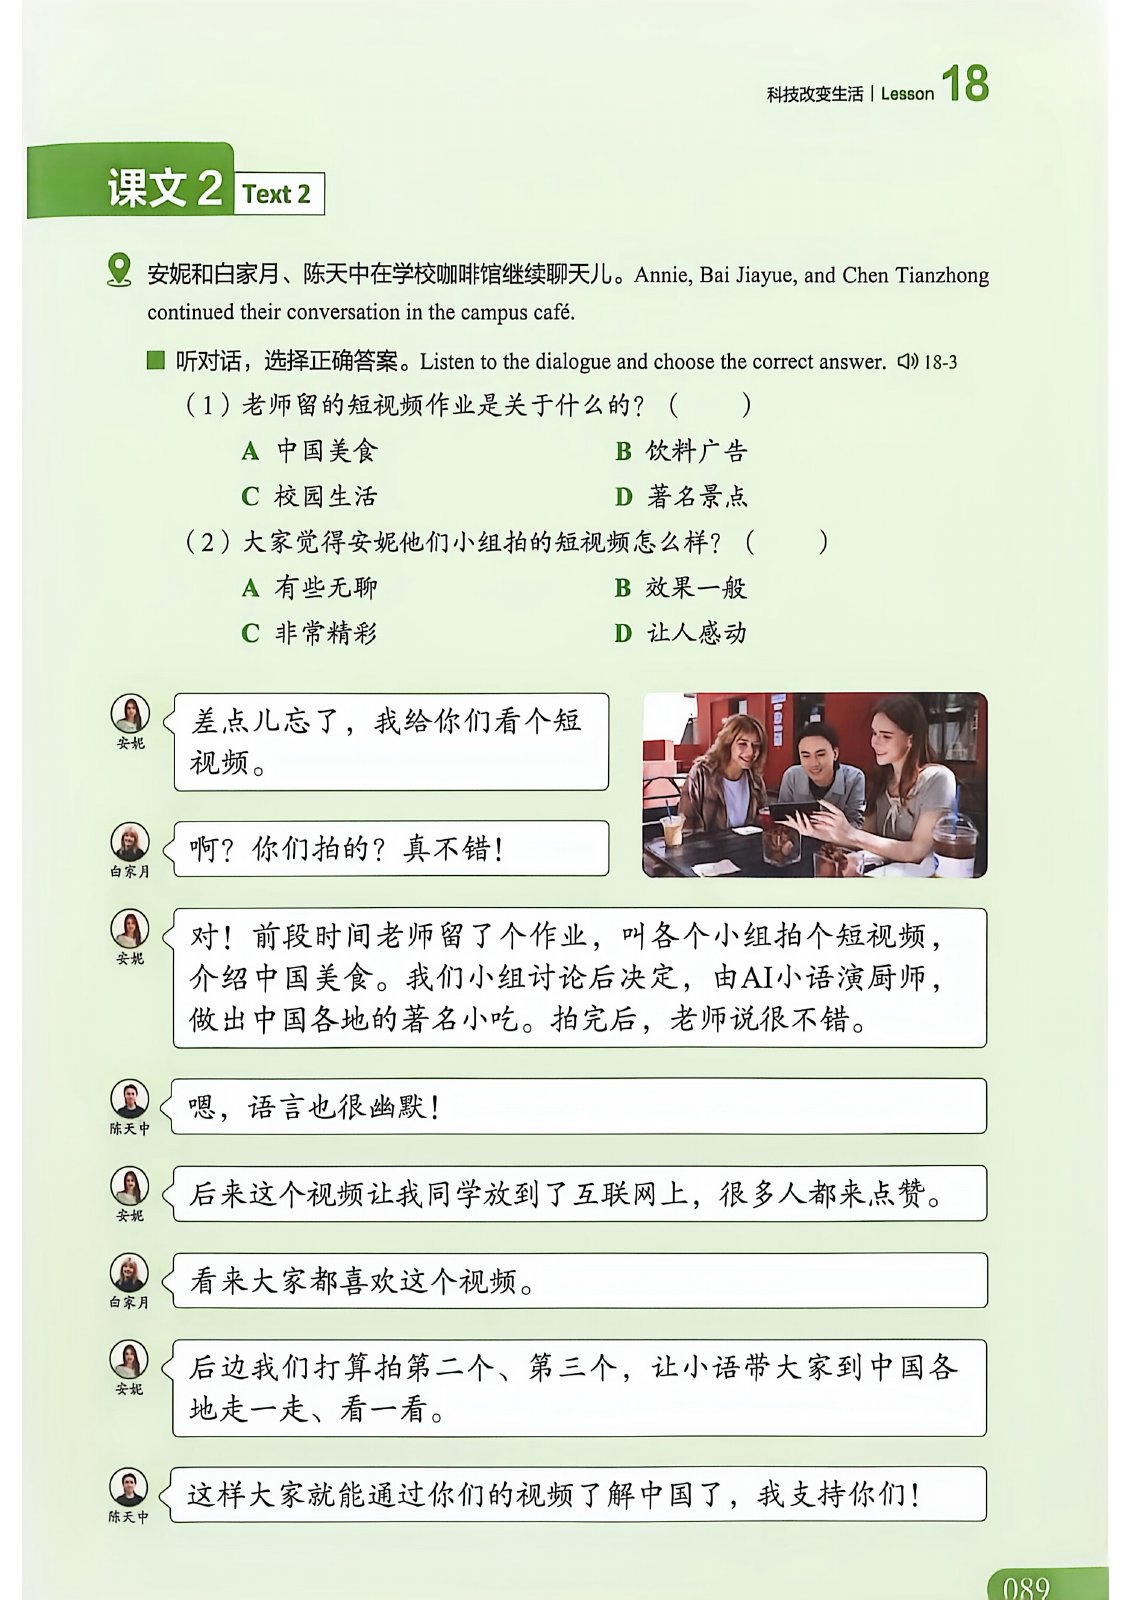 科技改变生活 | Lesson 18
课文 2 Text 2
安妮和白家月、陈天中在学校咖啡馆继续聊天儿。Annie, Bai Jiayue, and Chen Tianzhong
continued their conversation in the campus café.
听对话，选择正确答案。Listen to the dialogue and choose the correct answer. 18-3
（1）老师留的短视频作业是关于什么的？（ ）
A 中国美食 B 饮料广告
C 校园生活 D 著名景点
（2）大家觉得安妮他们小组拍的短视频怎么样？（ ）
A 有些无聊 B 效果一般
C 非常精彩 D 让人感动
安妮
差点儿忘了，我给你们看个短
视频。
白家月
啊？你们拍的？真不错！
安妮
对！前段时间老师留了个作业，叫各个小组拍个短视频，
介绍中国美食。我们小组讨论后决定，由AI小语演厨师，
做出中国各地的著名小吃。拍完后，老师说很不错。
陈天中
嗯，语言也很幽默！
安妮
后来这个视频让我同学放到了互联网上，很多人都来点赞。
白家月
看来大家都喜欢这个视频。
安妮
后边我们打算拍第二个、第三个，让小语带大家到中国各
地走一走、看一看。
陈天中
这样大家就能通过你们的视频了解中国了，我支持你们！
089